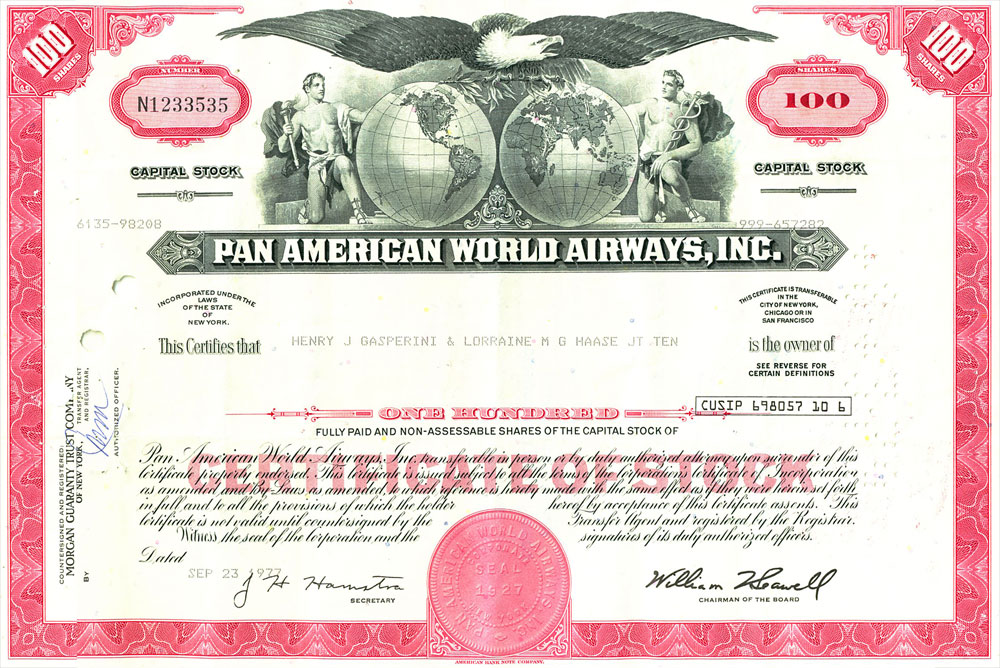 100
SHARES
100
SHARES
NUMBER
N1233535
SHARES
100
CAPITAL STOCK
CAPITAL STOCK
6135-98208
999-657282
PAN AMERICAN WORLD AIRWAYS, INC.
INCORPORATED UNDER THE
LAWS
OF THE STATE
OF
NEW YORK.
THIS CERTIFICATE IS TRANSFERABLE
IN THE
CITY OF NEW YORK,
CHICAGO OR IN
SAN FRANCISCO
This Certifies that
HENRY J GASPERINI & LORRAINE M G HAASE JT TEN
is the owner of
SEE REVERSE FOR
CERTAIN DEFINITIONS
CUSIP 698057 10 6
ONE HUNDRED
FULLY PAID AND NON-ASSESSABLE SHARES OF THE CAPITAL STOCK OF
CERTIFICATE OF STOCK
Pan American World Airways, Inc. transferable in person or by duly authorized attorney upon surrender of this
certificate properly endorsed. This certificate is issued subject to all the terms of the Corporation's Certificate of Incorporation
as amended, and By-Laws, as amended, to which reference is hereby made with the same effect as if they were herein set forth
in full and to all the provisions of which the holder hereof by acceptance of this certificate assents. This
certificate is not valid until countersigned by the Transfer Agent and registered by the Registrar.
Witness, the seal of the Corporation and the signatures of its duly authorized officers.
Dated
SEP 23 1977
J H Hamstra
SECRETARY
William T Seawell
CHAIRMAN OF THE BOARD
PAN AMERICAN WORLD AIRWAYS, INC.
SEAL
1927
NEW YORK
COUNTERSIGNED AND REGISTERED:
MORGAN GUARANTY TRUST COMPANY
OF NEW YORK,
TRANSFER AGENT
AND REGISTRAR,
BY
AUTHORIZED OFFICER.
AMERICAN BANK NOTE COMPANY.